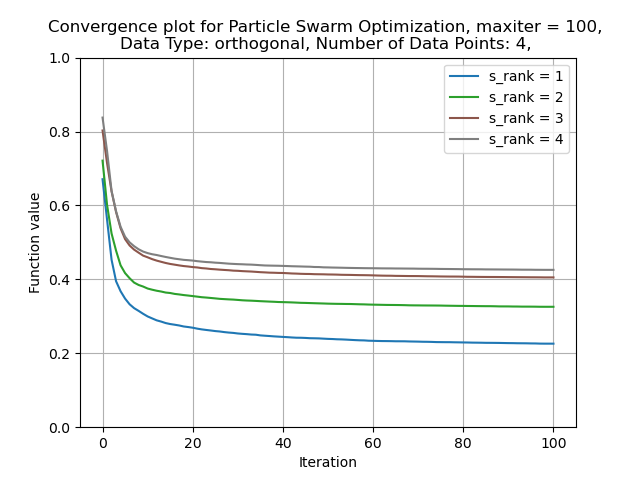 Convergence plot for Particle Swarm Optimization, maxiter = 100,
Data Type: orthogonal, Number of Data Points: 4,
s_rank = 1
s_rank = 2
s_rank = 3
s_rank = 4
Function value
1.0
0.8
0.6
0.4
0.2
0.0
0 20 40 60 80 100
Iteration